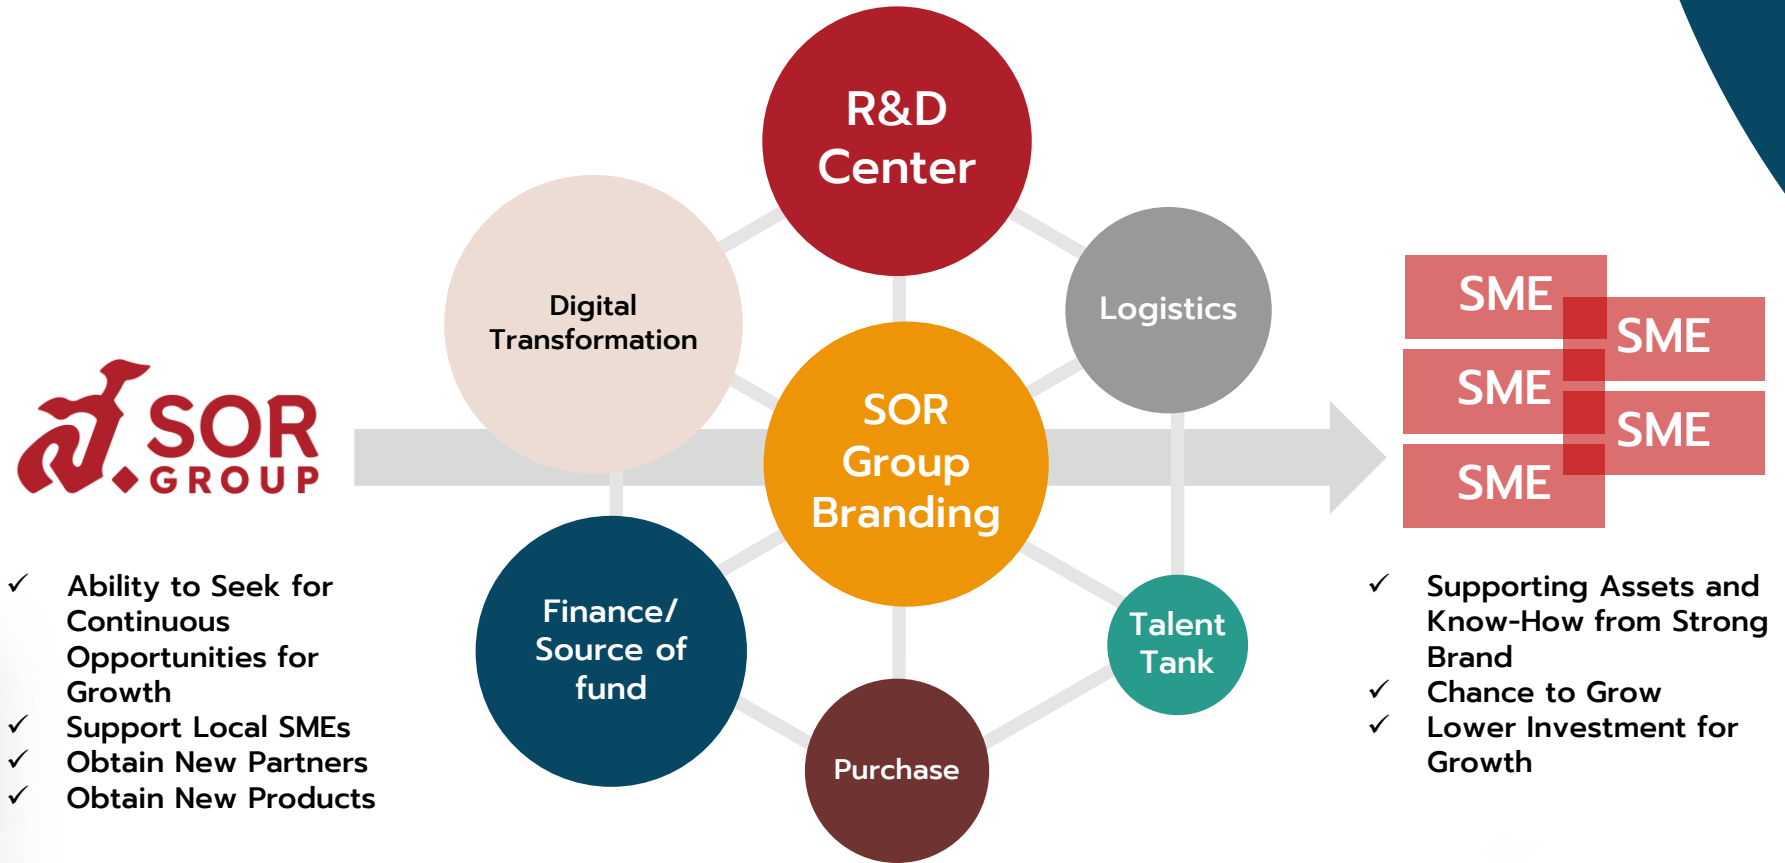 R&D
Center
Digital
Transformation
Logistics
SOR
Group
Branding
Finance/
Source of
fund
Talent
Tank
Purchase
SOR
GROUP
✓ Ability to Seek for
Continuous
Opportunities for
Growth
✓ Support Local SMEs
✓ Obtain New Partners
✓ Obtain New Products
SME
SME
SME
SME
SME
✓ Supporting Assets and
Know-How from Strong
Brand
✓ Chance to Grow
✓ Lower Investment for
Growth